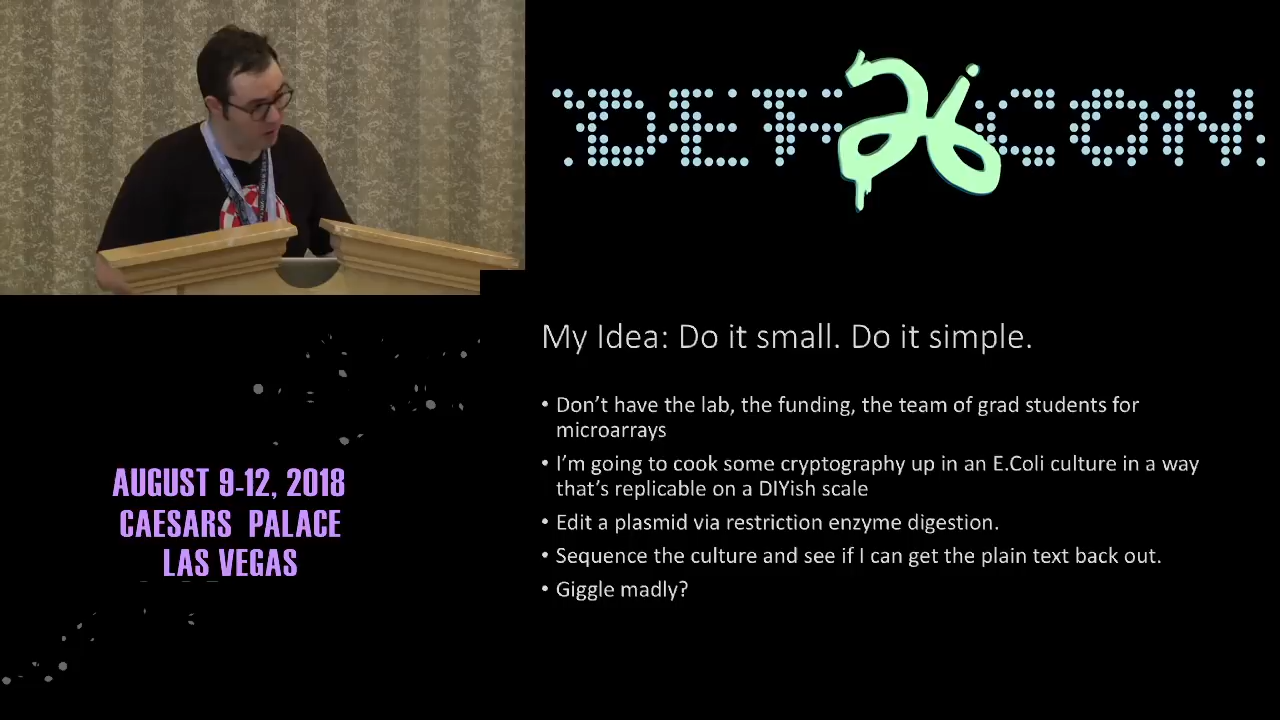 DEF 26 CON
My Idea: Do it small. Do it simple.
• Don't have the lab, the funding, the team of grad students for
microarrays
• I'm going to cook some cryptography up in an E.Coli culture in a way
that's replicable on a DIYish scale
• Edit a plasmid via restriction enzyme digestion.
• Sequence the culture and see if I can get the plain text back out.
• Giggle madly?
AUGUST 9-12, 2018
CAESARS PALACE
LAS VEGAS